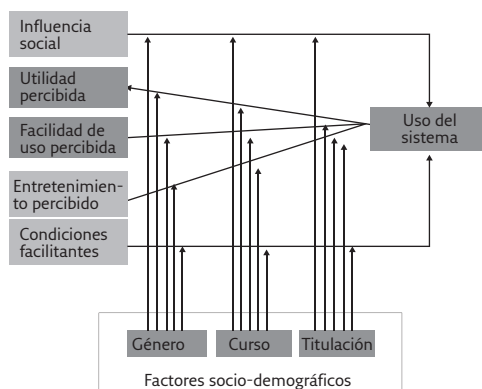 Influencia
social
Utilidad
percibida
Facilidad de
uso percibida
Entretenimien-
to percibido
Condiciones
facilitantes
Uso del
sistema
Género
Curso
Titulación
Factores socio-demográficos